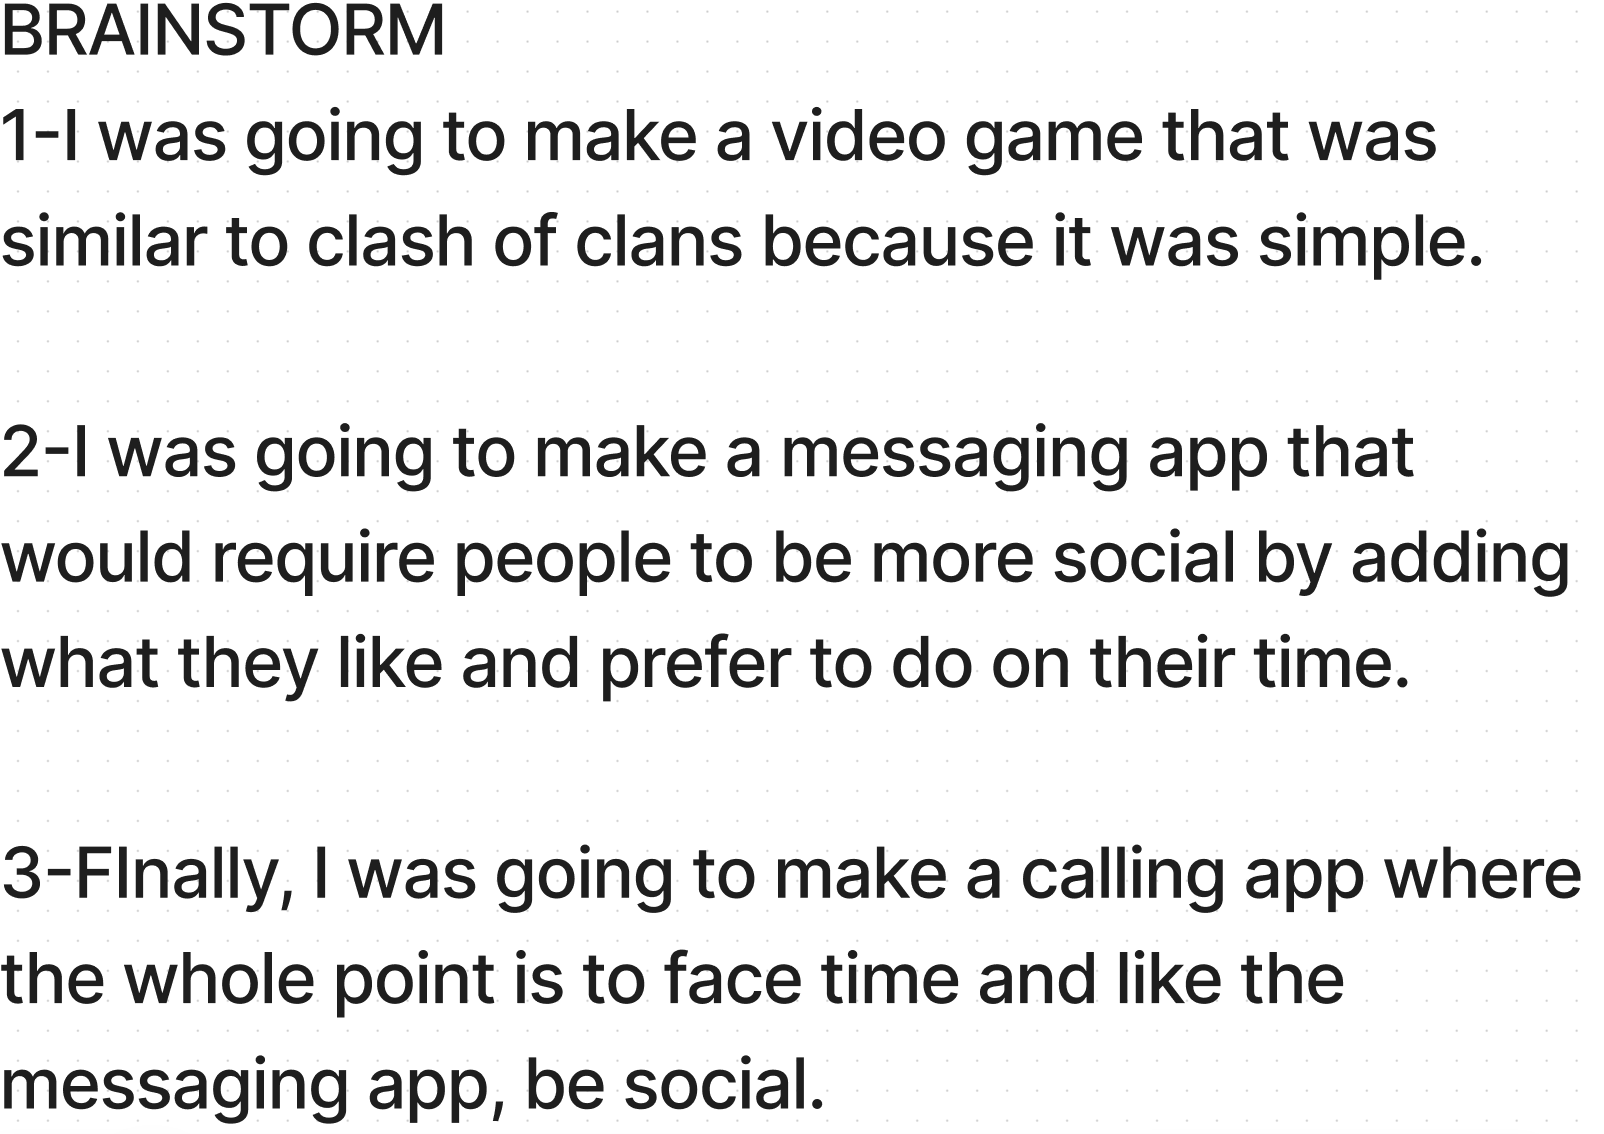 BRAINSTORM
1-I was going to make a video game that was
similar to clash of clans because it was simple.
2-I was going to make a messaging app that
would require people to be more social by adding
what they like and prefer to do on their time.
3-FInally, I was going to make a calling app where
the whole point is to face time and like the
messaging app, be social.